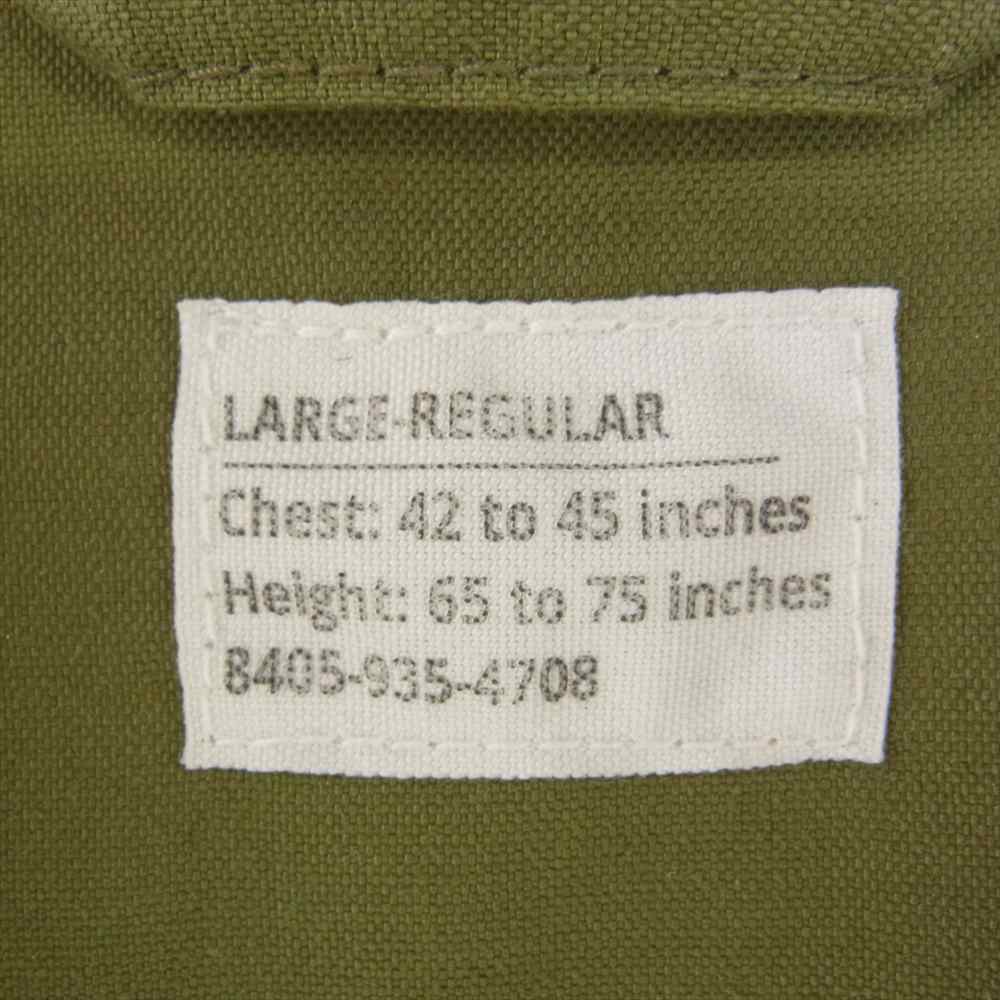 LARGE-REGULAR
Chest: 42 to 45 inches
Height: 65 to 75 inches
8405-935-4708